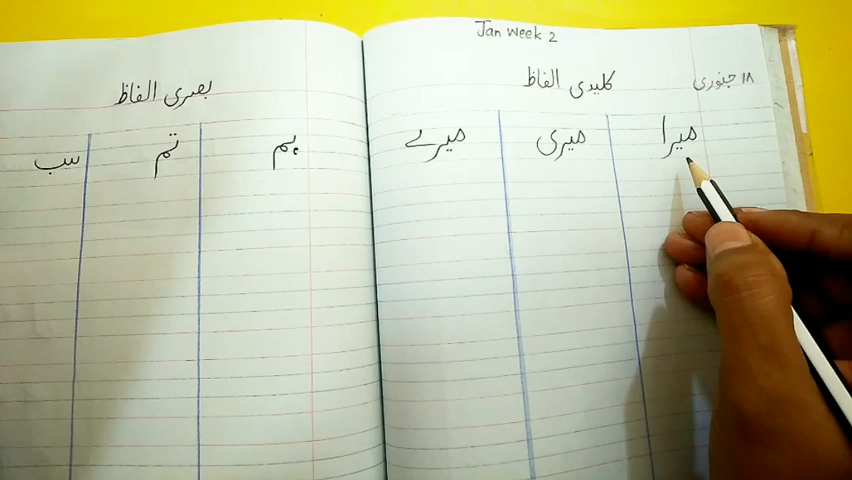 Jan Week 2
۱۸ جنوری
کلیدی الفاظ
میرا میری میرے
بصری الفاظ
ہم تم سب